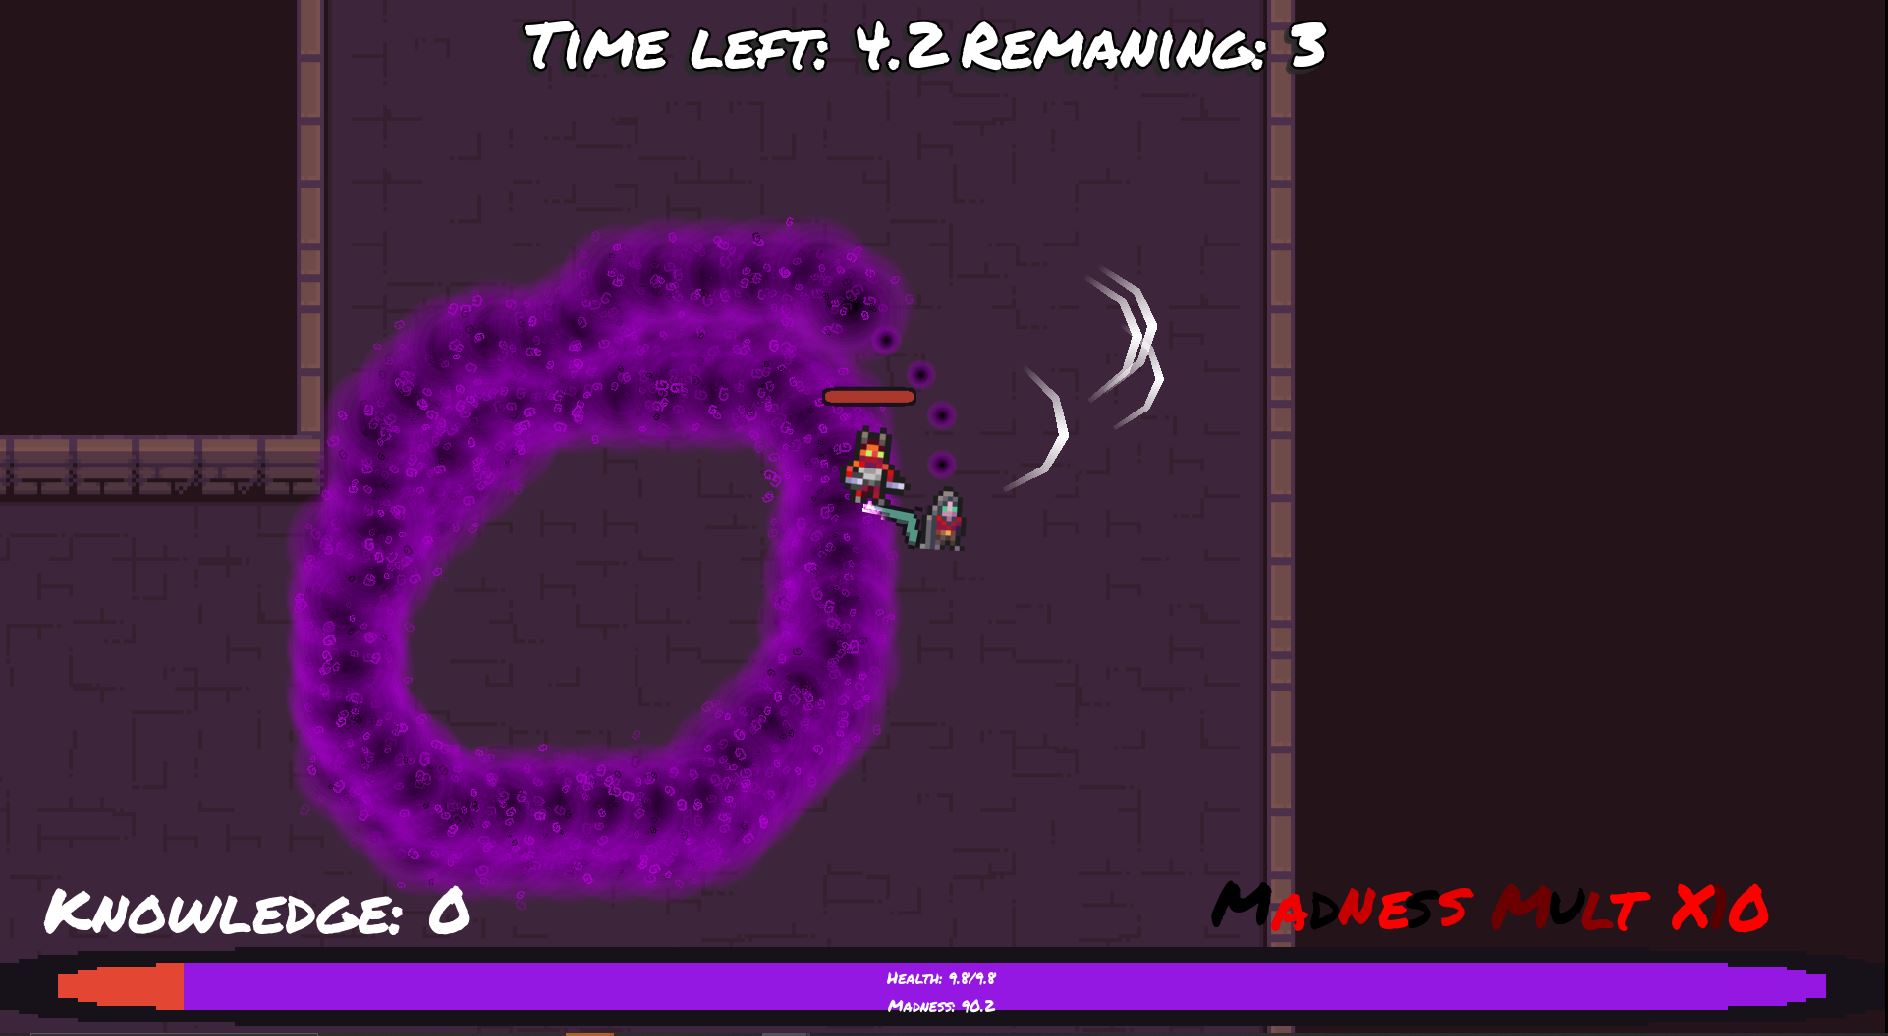 Time left: 4.2 Remaning: 3
Knowledge: 0
Madness Mult X10
Health: 9.8/9.8
Madness: 90.2